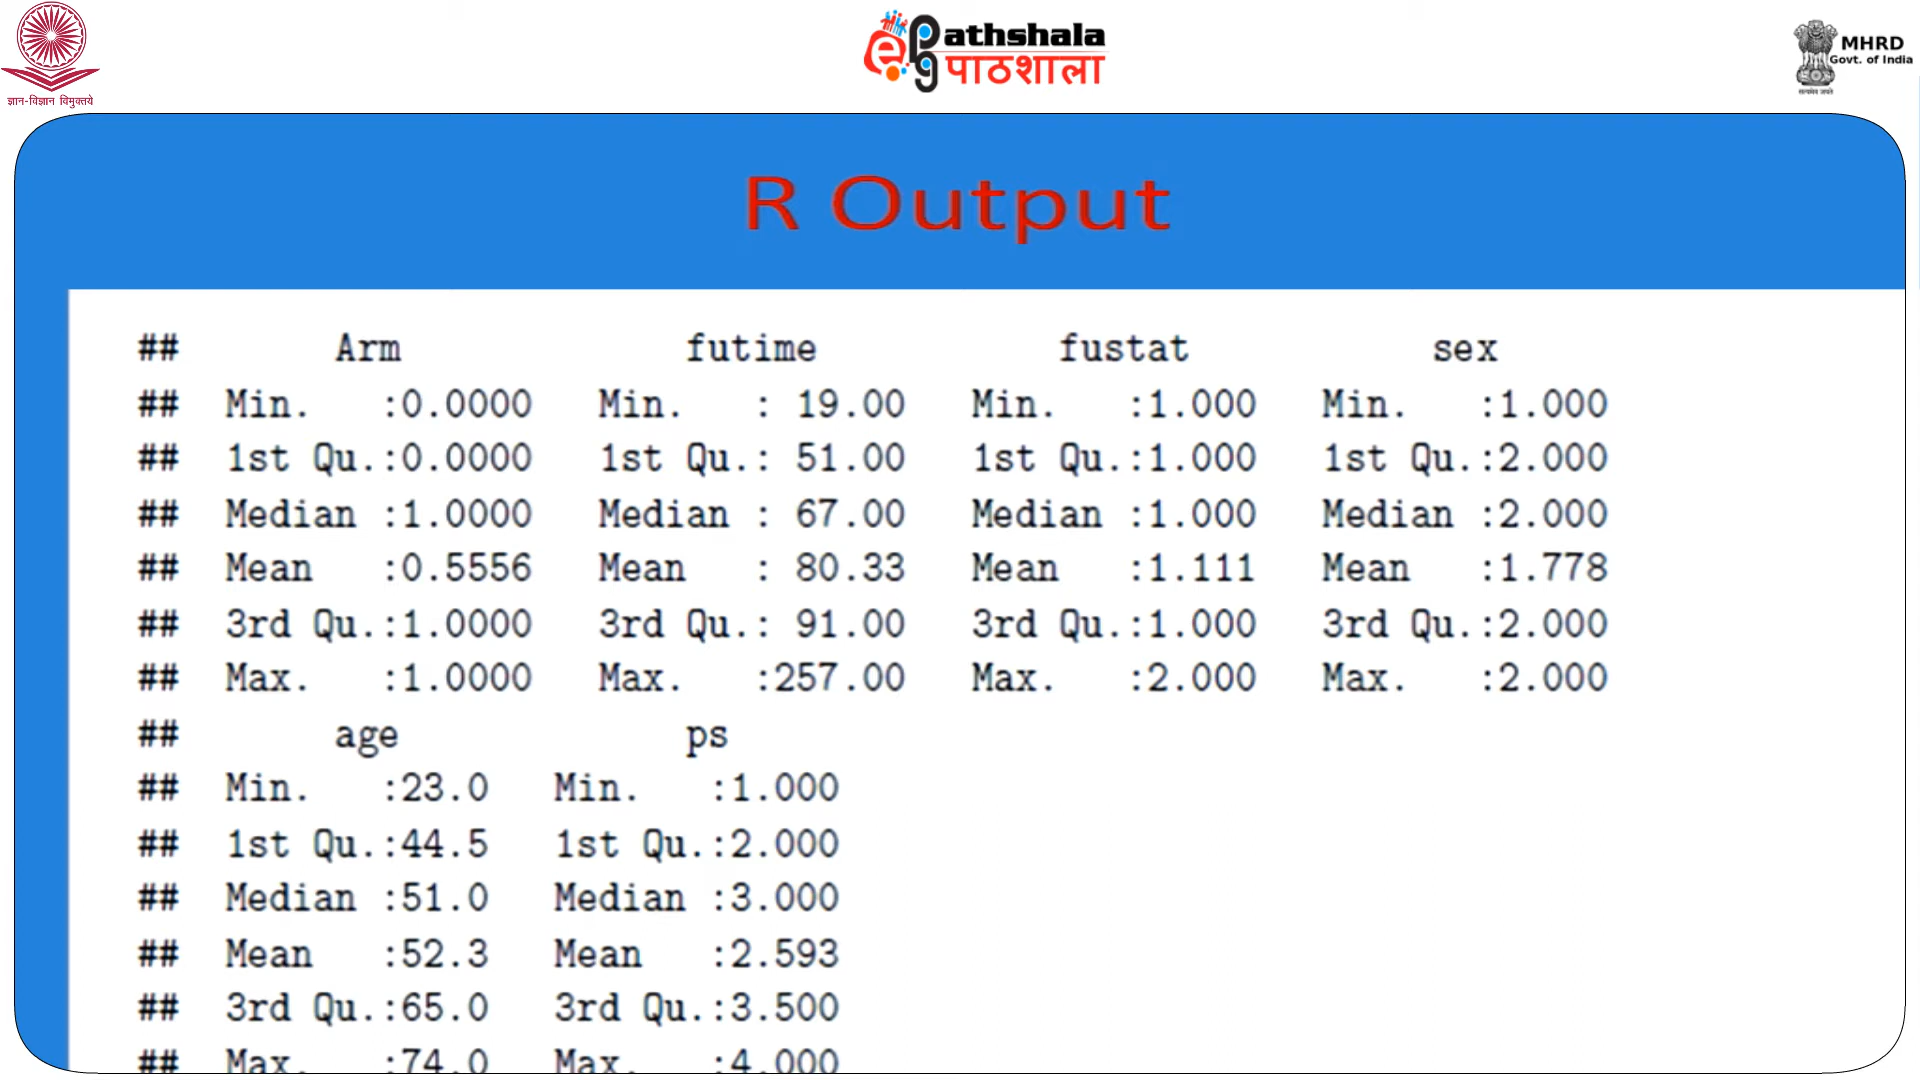 ज्ञान-विज्ञान विमुक्तये
e Pg athshala
पाठशाला
MHRD
Govt. of India
सत्यमेव जयते
R Output
## Arm futime fustat sex
## Min. :0.0000 Min. : 19.00 Min. :1.000 Min. :1.000
## 1st Qu.:0.0000 1st Qu.: 51.00 1st Qu.:1.000 1st Qu.:2.000
## Median :1.0000 Median : 67.00 Median :1.000 Median :2.000
## Mean :0.5556 Mean : 80.33 Mean :1.111 Mean :1.778
## 3rd Qu.:1.0000 3rd Qu.: 91.00 3rd Qu.:1.000 3rd Qu.:2.000
## Max. :1.0000 Max. :257.00 Max. :2.000 Max. :2.000
## age ps
## Min. :23.0 Min. :1.000
## 1st Qu.:44.5 1st Qu.:2.000
## Median :51.0 Median :3.000
## Mean :52.3 Mean :2.593
## 3rd Qu.:65.0 3rd Qu.:3.500
## Max. :74.0 Max. :4.000